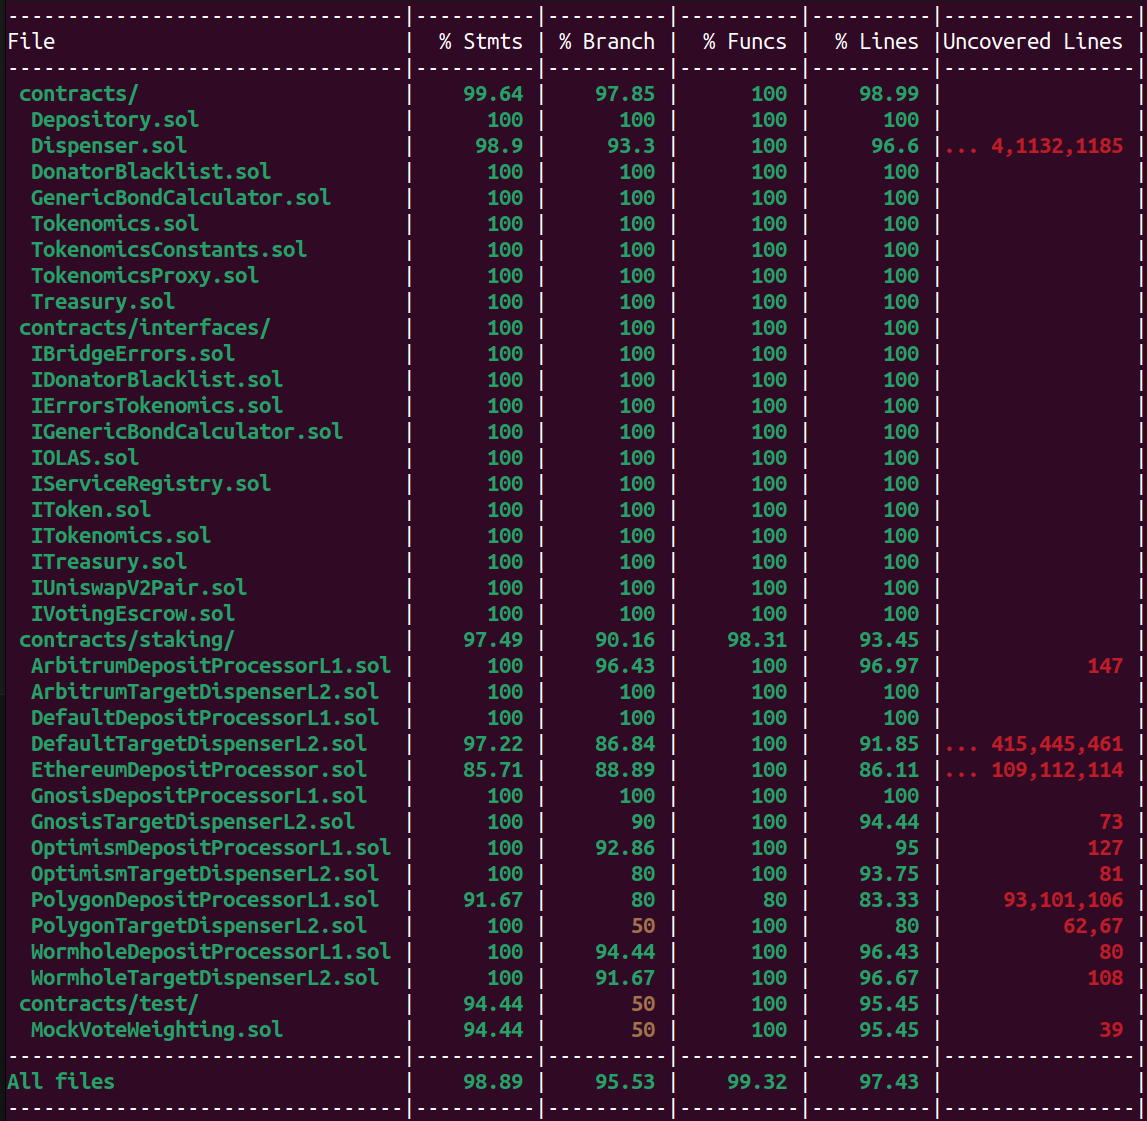 ---------------------------------|----------|----------|----------|----------|----------------|
File                             |  % Stmts | % Branch |  % Funcs |  % Lines |Uncovered Lines |
---------------------------------|----------|----------|----------|----------|----------------|
 contracts/                      |    99.64 |    97.85 |      100 |    98.99 |                |
  Depository.sol                 |      100 |      100 |      100 |      100 |                |
  Dispenser.sol                  |     98.9 |     93.3 |      100 |     96.6 |... 4,1132,1185 |
  DonatorBlacklist.sol           |      100 |      100 |      100 |      100 |                |
  GenericBondCalculator.sol      |      100 |      100 |      100 |      100 |                |
  Tokenomics.sol                 |      100 |      100 |      100 |      100 |                |
  TokenomicsConstants.sol        |      100 |      100 |      100 |      100 |                |
  TokenomicsProxy.sol            |      100 |      100 |      100 |      100 |                |
  Treasury.sol                   |      100 |      100 |      100 |      100 |                |
 contracts/interfaces/           |      100 |      100 |      100 |      100 |                |
  IBridgeErrors.sol              |      100 |      100 |      100 |      100 |                |
  IDonatorBlacklist.sol          |      100 |      100 |      100 |      100 |                |
  IErrorsTokenomics.sol          |      100 |      100 |      100 |      100 |                |
  IGenericBondCalculator.sol     |      100 |      100 |      100 |      100 |                |
  IOLAS.sol                      |      100 |      100 |      100 |      100 |                |
  IServiceRegistry.sol           |      100 |      100 |      100 |      100 |                |
  IToken.sol                     |      100 |      100 |      100 |      100 |                |
  ITokenomics.sol                |      100 |      100 |      100 |      100 |                |
  ITreasury.sol                  |      100 |      100 |      100 |      100 |                |
  IUniswapV2Pair.sol             |      100 |      100 |      100 |      100 |                |
  IVotingEscrow.sol              |      100 |      100 |      100 |      100 |                |
 contracts/staking/              |    97.49 |    90.16 |    98.31 |    93.45 |                |
  ArbitrumDepositProcessorL1.sol |      100 |    96.43 |      100 |    96.97 |            147 |
  ArbitrumTargetDispenserL2.sol  |      100 |      100 |      100 |      100 |                |
  DefaultDepositProcessorL1.sol  |      100 |      100 |      100 |      100 |                |
  DefaultTargetDispenserL2.sol   |    97.22 |    86.84 |      100 |    91.85 |... 415,445,461 |
  EthereumDepositProcessor.sol   |    85.71 |    88.89 |      100 |    86.11 |... 109,112,114 |
  GnosisDepositProcessorL1.sol   |      100 |      100 |      100 |      100 |                |
  GnosisTargetDispenserL2.sol    |      100 |       90 |      100 |    94.44 |             73 |
  OptimismDepositProcessorL1.sol |      100 |    92.86 |      100 |       95 |            127 |
  OptimismTargetDispenserL2.sol  |      100 |       80 |      100 |    93.75 |             81 |
  PolygonDepositProcessorL1.sol  |    91.67 |       80 |       80 |    83.33 |     93,101,106 |
  PolygonTargetDispenserL2.sol   |      100 |       50 |      100 |       80 |          62,67 |
  WormholeDepositProcessorL1.sol |      100 |    94.44 |      100 |    96.43 |             80 |
  WormholeTargetDispenserL2.sol  |      100 |    91.67 |      100 |    96.67 |            108 |
 contracts/test/                 |    94.44 |       50 |      100 |    95.45 |                |
  MockVoteWeighting.sol          |    94.44 |       50 |      100 |    95.45 |             39 |
---------------------------------|----------|----------|----------|----------|----------------|
All files                        |    98.89 |    95.53 |    99.32 |    97.43 |                |
---------------------------------|----------|----------|----------|----------|----------------|